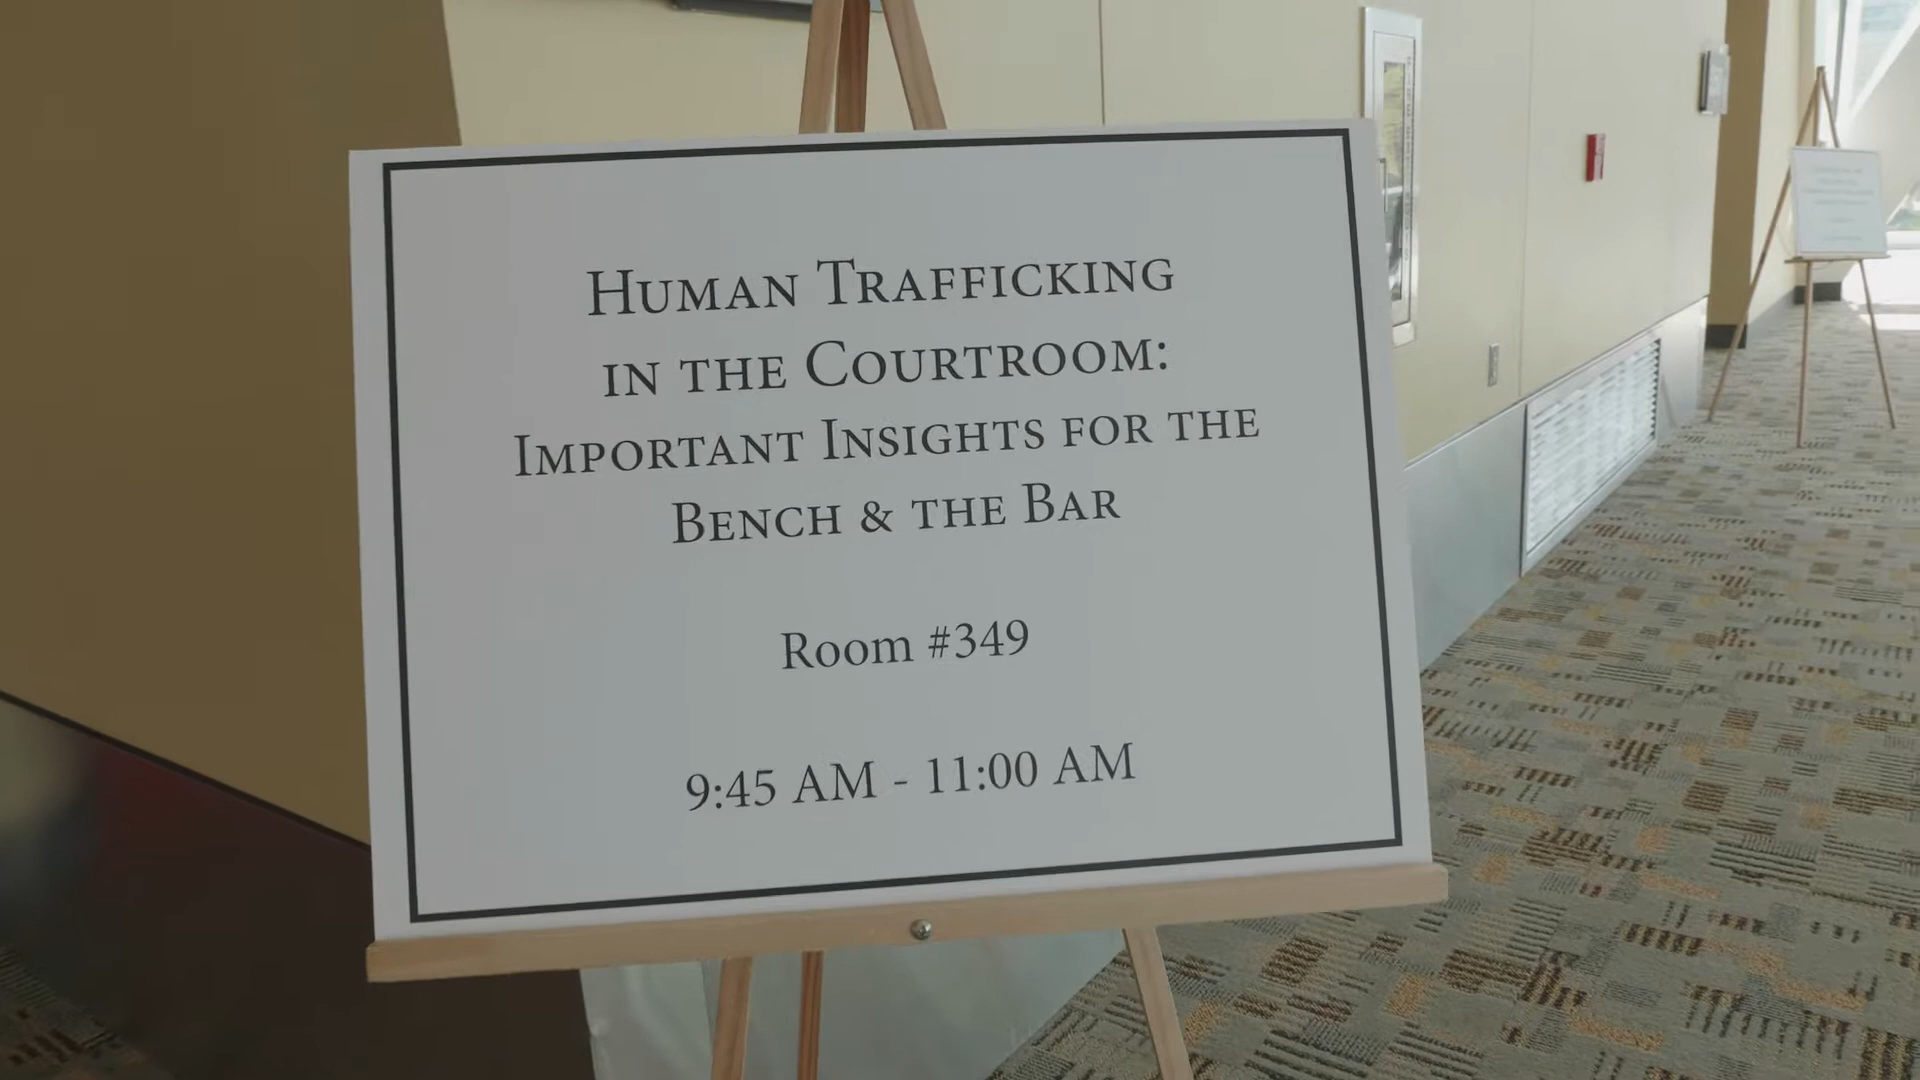 Human Trafficking
in the Courtroom:
Important Insights for the
Bench & the Bar
Room #349
9:45 AM - 11:00 AM